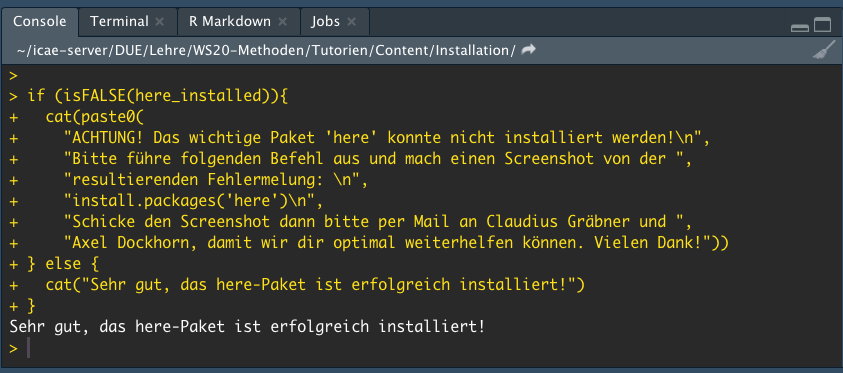 Console Terminal × R Markdown × Jobs ×
~/icae-server/DUE/Lehre/WS20-Methoden/Tutorien/Content/Installation/
>
> if (isFALSE(here_installed)){
+   cat(paste0(
+     "ACHTUNG! Das wichtige Paket 'here' konnte nicht installiert werden!\n",
+     "Bitte führe folgenden Befehl aus und mach einen Screenshot von der ",
+     "resultierenden Fehlermelung: \n",
+     "install.packages('here')\n",
+     "Schicke den Screenshot dann bitte per Mail an Claudius Gräbner und ",
+     "Axel Dockhorn, damit wir dir optimal weiterhelfen können. Vielen Dank!"))
+ } else {
+   cat("Sehr gut, das here-Paket ist erfolgreich installiert!")
+ }
Sehr gut, das here-Paket ist erfolgreich installiert!
>